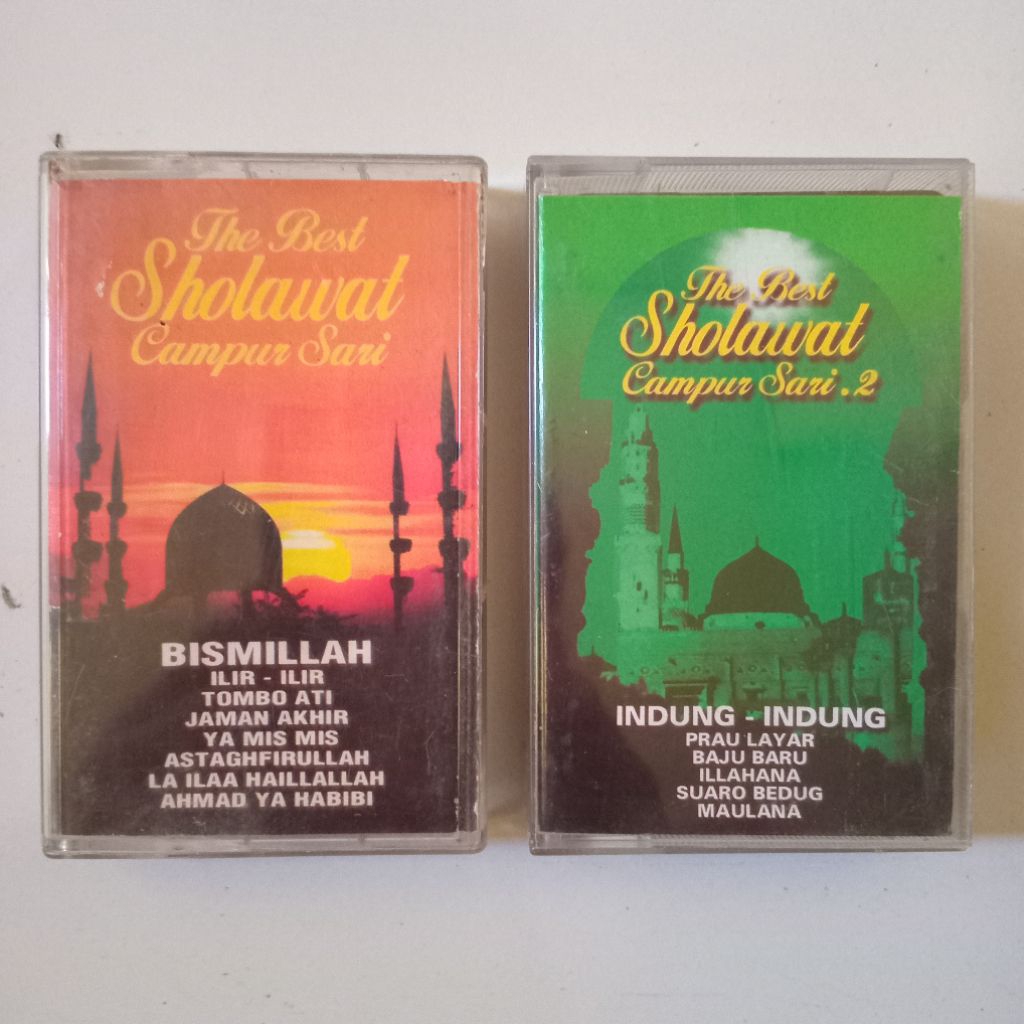 The Best
Sholawat
Campur Sari
BISMILLAH
ILIR - ILIR
TOMBO ATI
JAMAN AKHIR
YA MIS MIS
ASTAGHFIRULLAH
LA ILAA HAILLALLAH
AHMAD YA HABIBI
The Best
Sholawat
Campur Sari.2
INDUNG - INDUNG
PRAU LAYAR
BAJU BARU
ILLAHANA
SUARO BEDUG
MAULANA